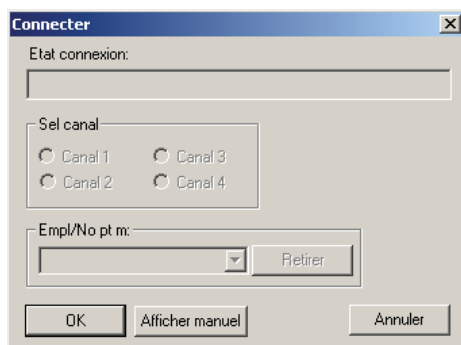 Connecter
Etat connexion:
Sel canal
Canal 1 Canal 3
Canal 2 Canal 4
Empl/No pt m:
Retirer
OK Afficher manuel Annuler